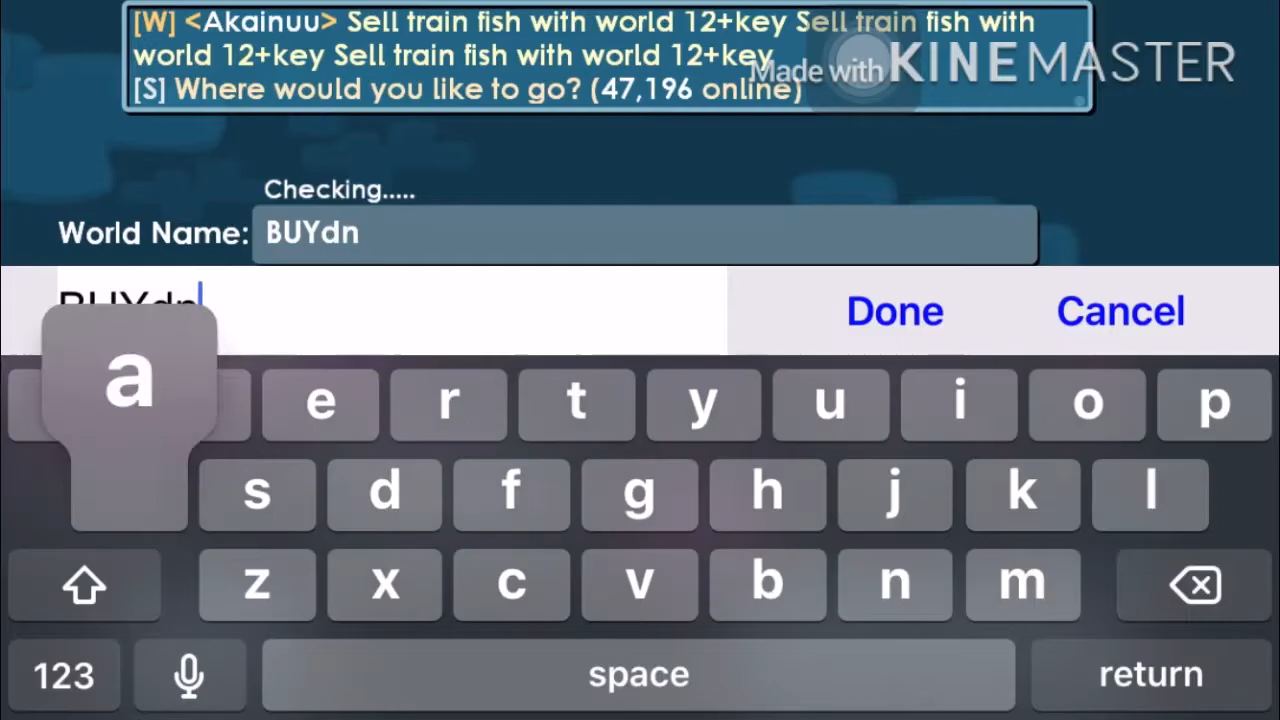 [W] <Akainuu> Sell train fish with world 12+key Sell train fish with
world 12+key Sell train fish with world 12+key
Made with KINEMASTER
[S] Where would you like to go? (47,196 online)
Checking.....
World Name: BUYdn
BUYdn
Done Cancel
a
e r t y u i o p
s d f g h j k l
z x c v b n m
123 space return